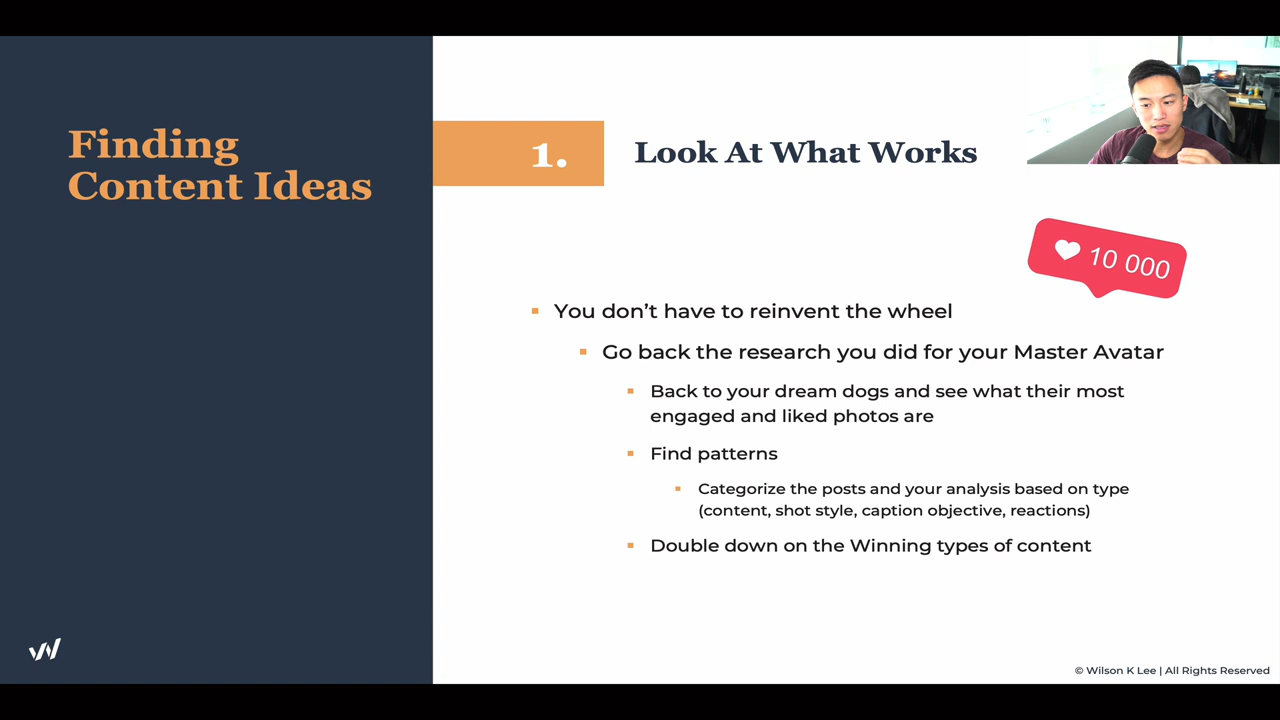 Finding
Content Ideas
1.
Look At What Works
10 000
You don’t have to reinvent the wheel
Go back the research you did for your Master Avatar
Back to your dream dogs and see what their most
engaged and liked photos are
Find patterns
Categorize the posts and your analysis based on type
(content, shot style, caption objective, reactions)
Double down on the Winning types of content
© Wilson K Lee | All Rights Reserved